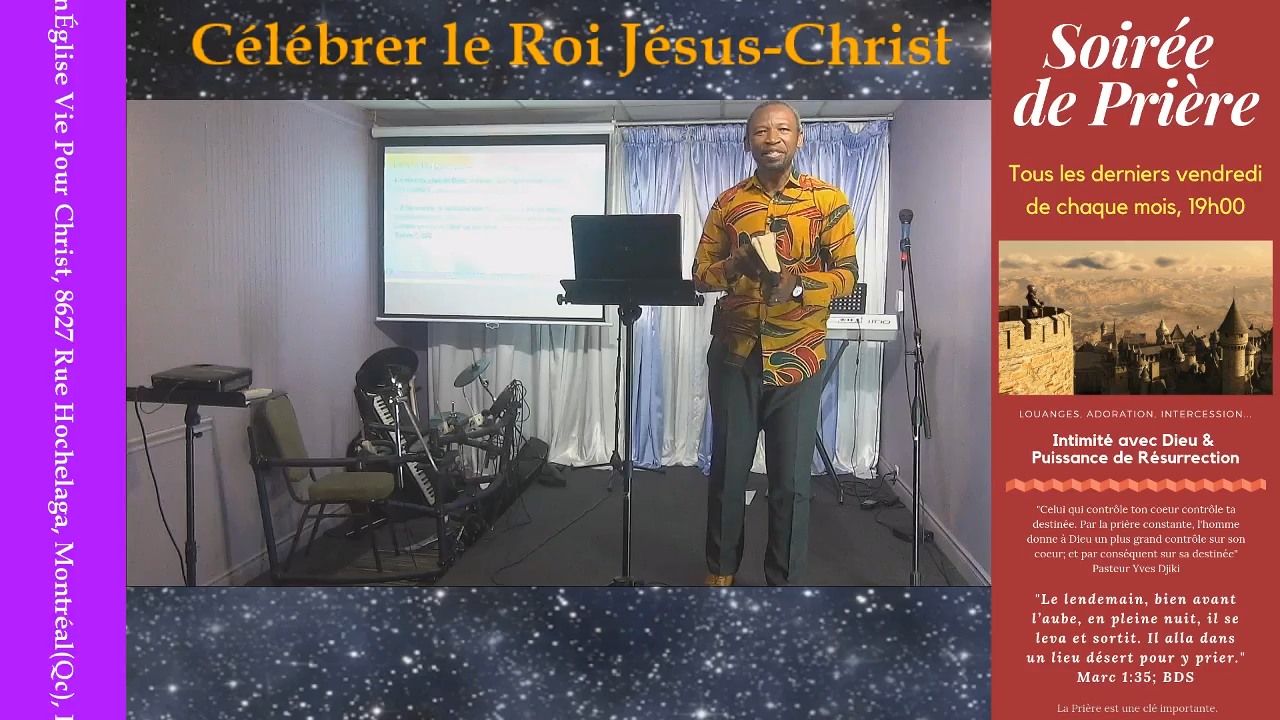 Célébrer le Roi Jésus-Christ
Église Vie Pour Christ, 8627 Rue Hochelaga, Montréal(Qc),
Soirée
de Prière
Tous les derniers vendredi
de chaque mois, 19h00
LOUANGES, ADORATION, INTERCESSION...
Intimité avec Dieu &
Puissance de Résurrection
"Celui qui contrôle ton coeur contrôle ta
destinée. Par la prière constante, l'homme
donne à Dieu un plus grand contrôle sur son
coeur; et par conséquent sur sa destinée"
Pasteur Yves Djiki
"Le lendemain, bien avant
l'aube, en pleine nuit, il se
leva et sortit. Il alla dans
un lieu désert pour y prier."
Marc 1:35; BDS
La Prière est une clé importante.